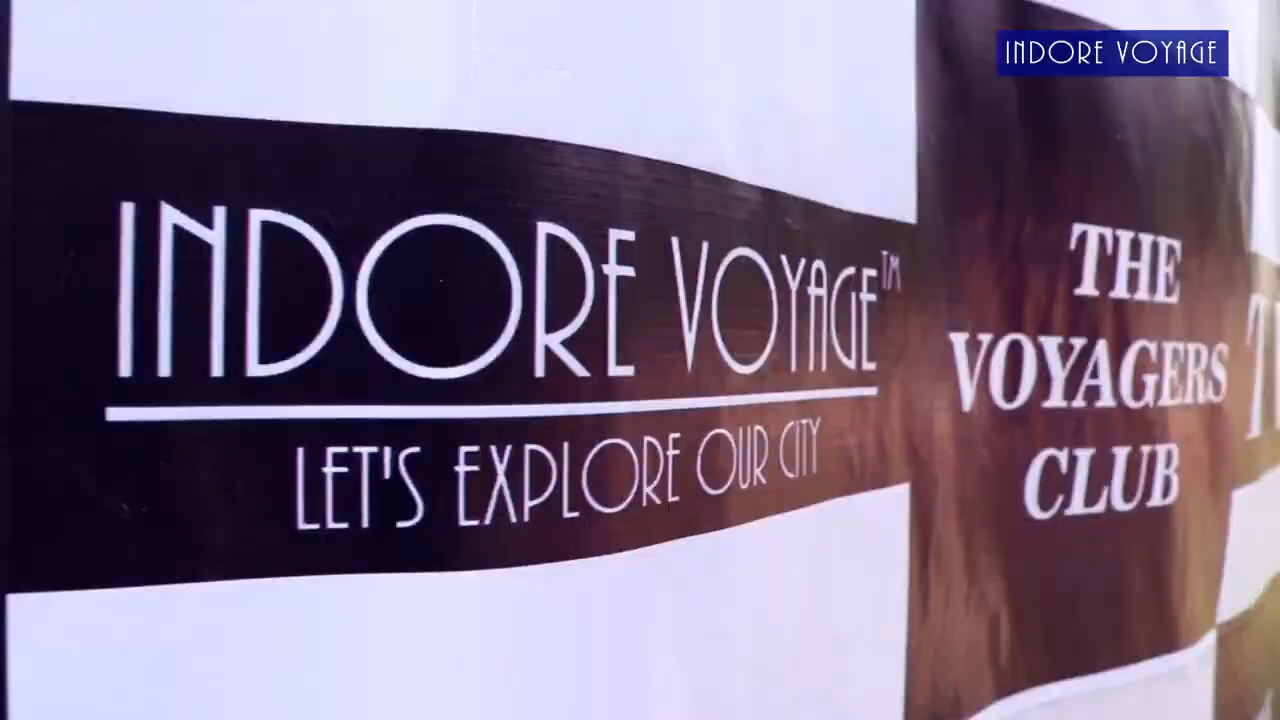 INDORE VOYAGE
INDORE VOYAGE™
LET'S EXPLORE OUR CITY
THE
VOYAGERS
CLUB